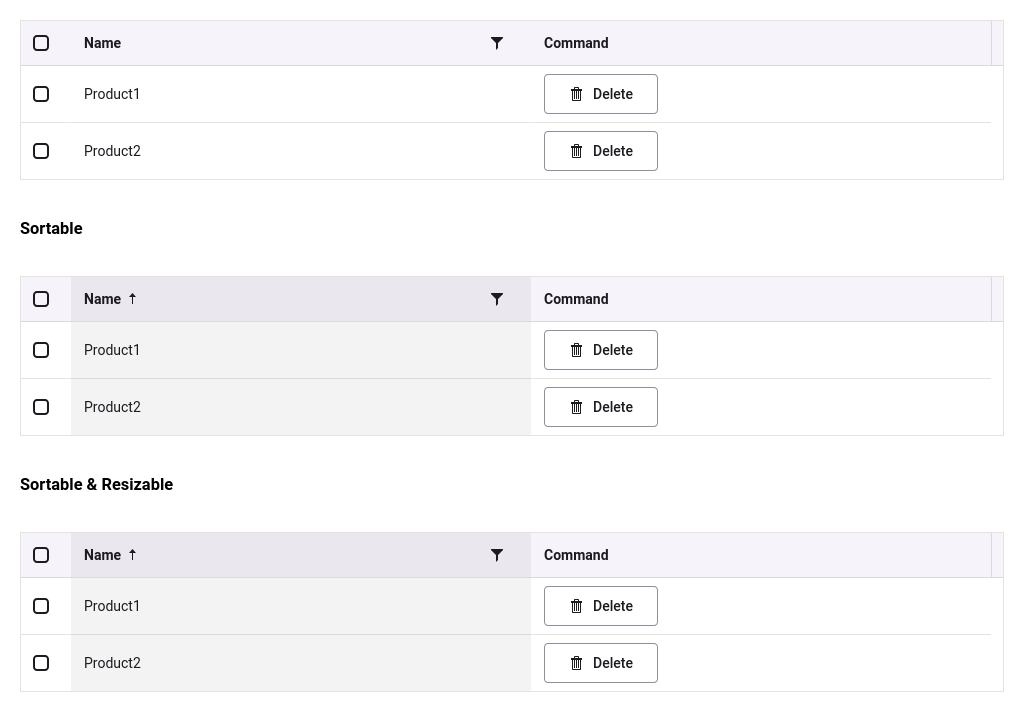 Name Command
Product1 Delete
Product2 Delete
Sortable
Name Command
Product1 Delete
Product2 Delete
Sortable & Resizable
Name Command
Product1 Delete
Product2 Delete